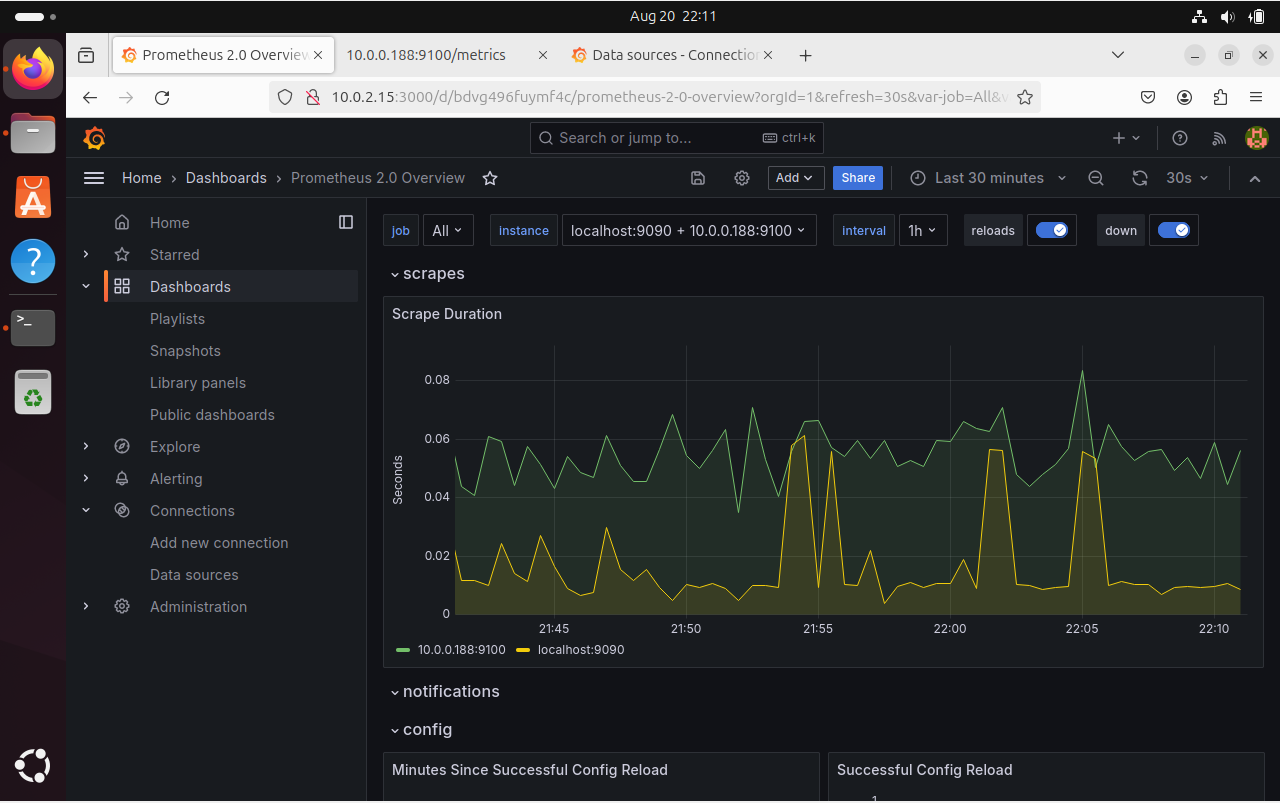 Aug 20 22:11
Prometheus 2.0 Overview
10.0.0.188:9100/metrics
Data sources - Connection
10.0.2.15:3000/d/bdvg496fuymf4c/prometheus-2-0-overview?orgId=1&refresh=30s&var-job=All&v
Search or jump to...
ctrl+k
Home › Dashboards › Prometheus 2.0 Overview
Add
Share
Last 30 minutes
30s
Home
Starred
Dashboards
Playlists
Snapshots
Library panels
Public dashboards
Explore
Alerting
Connections
Add new connection
Data sources
Administration
job
All
instance
localhost:9090 + 10.0.0.188:9100
interval
1h
reloads
down
scrapes
Scrape Duration
Seconds
0.08
0.06
0.04
0.02
0
21:45
21:50
21:55
22:00
22:05
22:10
10.0.0.188:9100
localhost:9090
notifications
config
Minutes Since Successful Config Reload
Successful Config Reload
1